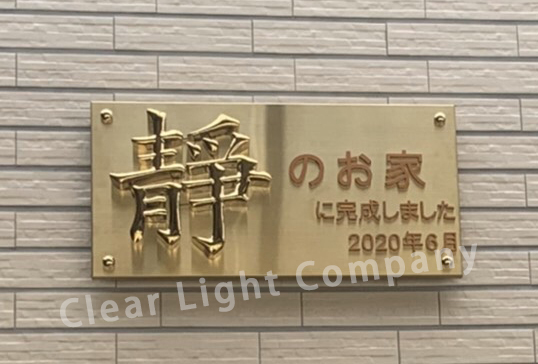 靜のお家
に完成しました
2020年6月
Clear Light Company